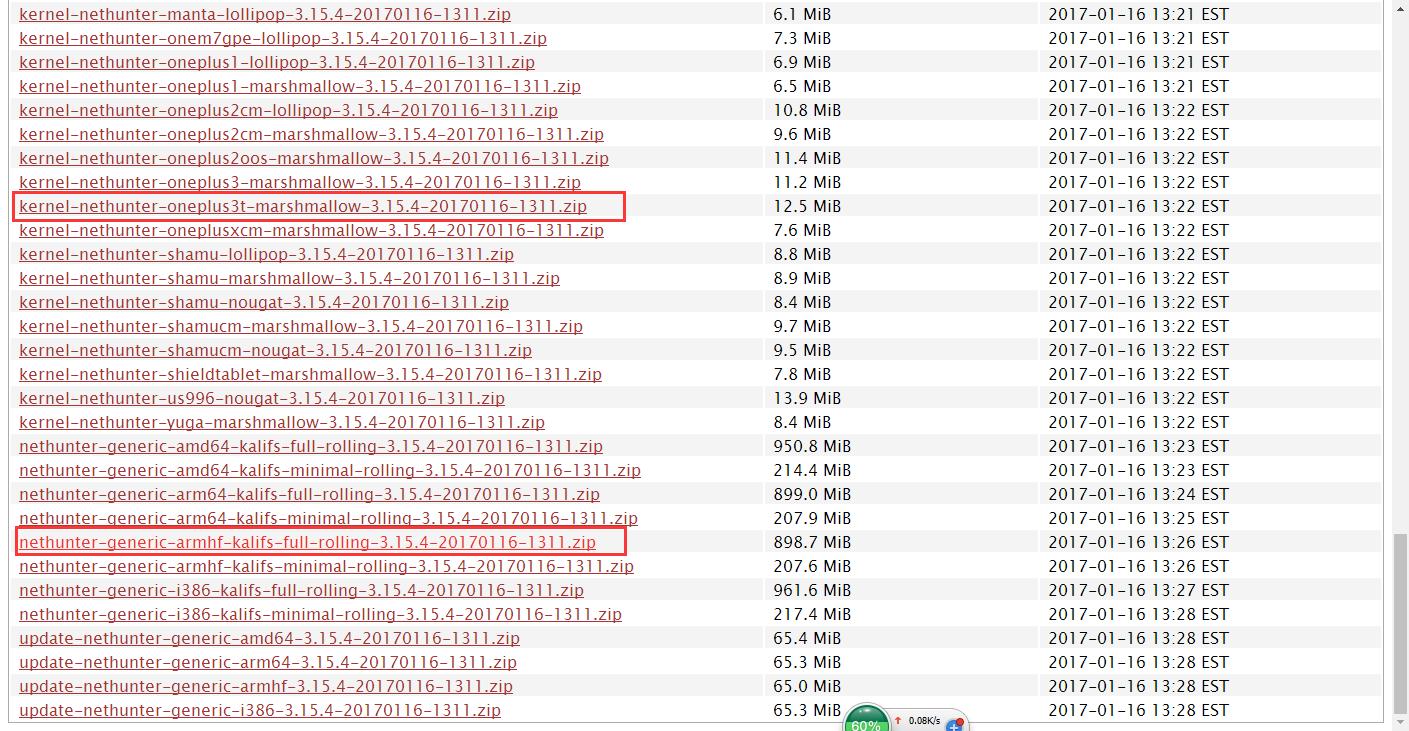 kernel-nethunter-manta-lollipop-3.15.4-20170116-1311.zip 6.1 MiB 2017-01-16 13:21 EST
kernel-nethunter-onem7gpe-lollipop-3.15.4-20170116-1311.zip 7.3 MiB 2017-01-16 13:21 EST
kernel-nethunter-oneplus1-lollipop-3.15.4-20170116-1311.zip 6.9 MiB 2017-01-16 13:21 EST
kernel-nethunter-oneplus1-marshmallow-3.15.4-20170116-1311.zip 6.5 MiB 2017-01-16 13:21 EST
kernel-nethunter-oneplus2cm-lollipop-3.15.4-20170116-1311.zip 10.8 MiB 2017-01-16 13:22 EST
kernel-nethunter-oneplus2cm-marshmallow-3.15.4-20170116-1311.zip 9.6 MiB 2017-01-16 13:22 EST
kernel-nethunter-oneplus2oos-marshmallow-3.15.4-20170116-1311.zip 11.4 MiB 2017-01-16 13:22 EST
kernel-nethunter-oneplus3-marshmallow-3.15.4-20170116-1311.zip 11.2 MiB 2017-01-16 13:22 EST
kernel-nethunter-oneplus3t-marshmallow-3.15.4-20170116-1311.zip 12.5 MiB 2017-01-16 13:22 EST
kernel-nethunter-oneplusxcm-marshmallow-3.15.4-20170116-1311.zip 7.6 MiB 2017-01-16 13:22 EST
kernel-nethunter-shamu-lollipop-3.15.4-20170116-1311.zip 8.8 MiB 2017-01-16 13:22 EST
kernel-nethunter-shamu-marshmallow-3.15.4-20170116-1311.zip 8.9 MiB 2017-01-16 13:22 EST
kernel-nethunter-shamu-nougat-3.15.4-20170116-1311.zip 8.4 MiB 2017-01-16 13:22 EST
kernel-nethunter-shamucm-marshmallow-3.15.4-20170116-1311.zip 9.7 MiB 2017-01-16 13:22 EST
kernel-nethunter-shamucm-nougat-3.15.4-20170116-1311.zip 9.5 MiB 2017-01-16 13:22 EST
kernel-nethunter-shieldtablet-marshmallow-3.15.4-20170116-1311.zip 7.8 MiB 2017-01-16 13:22 EST
kernel-nethunter-us996-nougat-3.15.4-20170116-1311.zip 13.9 MiB 2017-01-16 13:22 EST
kernel-nethunter-yuga-marshmallow-3.15.4-20170116-1311.zip 8.4 MiB 2017-01-16 13:22 EST
nethunter-generic-amd64-kalifs-full-rolling-3.15.4-20170116-1311.zip 950.8 MiB 2017-01-16 13:23 EST
nethunter-generic-amd64-kalifs-minimal-rolling-3.15.4-20170116-1311.zip 214.4 MiB 2017-01-16 13:23 EST
nethunter-generic-arm64-kalifs-full-rolling-3.15.4-20170116-1311.zip 899.0 MiB 2017-01-16 13:24 EST
nethunter-generic-arm64-kalifs-minimal-rolling-3.15.4-20170116-1311.zip 207.9 MiB 2017-01-16 13:25 EST
nethunter-generic-armhf-kalifs-full-rolling-3.15.4-20170116-1311.zip 898.7 MiB 2017-01-16 13:26 EST
nethunter-generic-armhf-kalifs-minimal-rolling-3.15.4-20170116-1311.zip 207.6 MiB 2017-01-16 13:26 EST
nethunter-generic-i386-kalifs-full-rolling-3.15.4-20170116-1311.zip 961.6 MiB 2017-01-16 13:27 EST
nethunter-generic-i386-kalifs-minimal-rolling-3.15.4-20170116-1311.zip 217.4 MiB 2017-01-16 13:28 EST
update-nethunter-generic-amd64-3.15.4-20170116-1311.zip 65.4 MiB 2017-01-16 13:28 EST
update-nethunter-generic-arm64-3.15.4-20170116-1311.zip 65.3 MiB 2017-01-16 13:28 EST
update-nethunter-generic-armhf-3.15.4-20170116-1311.zip 65.0 MiB 2017-01-16 13:28 EST
update-nethunter-generic-i386-3.15.4-20170116-1311.zip 65.3 MiB 2017-01-16 13:28 EST
60% ↑ 0.08K/s